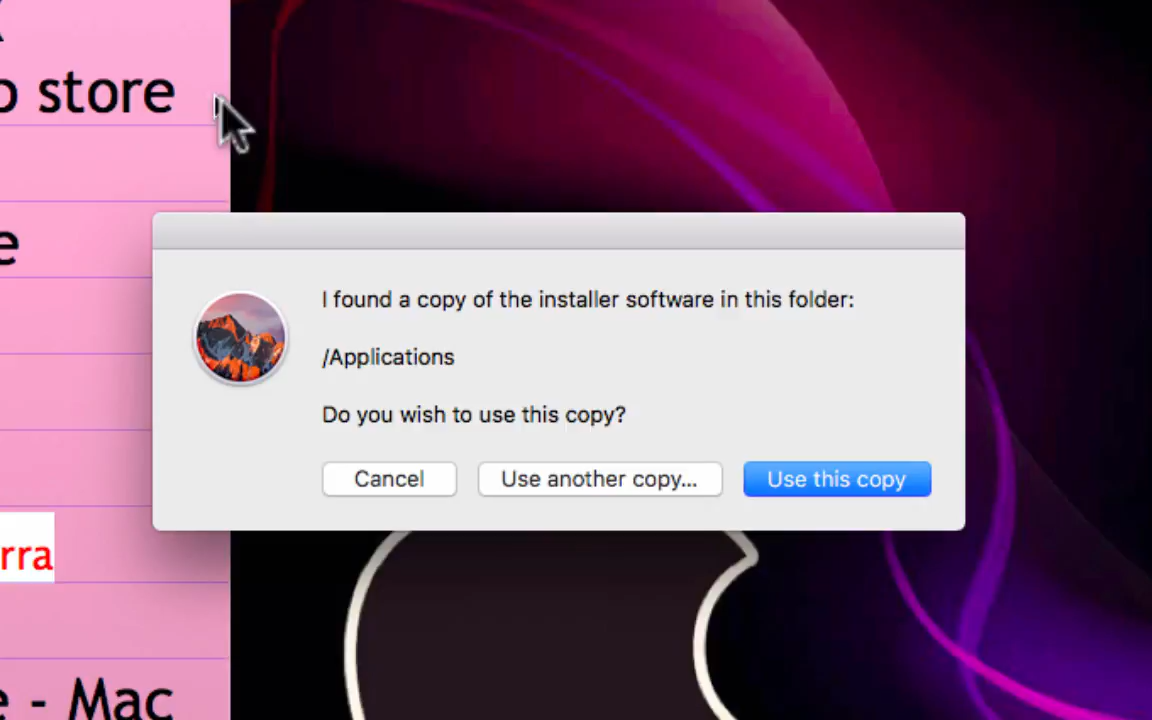 store
I found a copy of the installer software in this folder:
/Applications
Do you wish to use this copy?
Cancel
Use another copy...
Use this copy
rra
- Mac